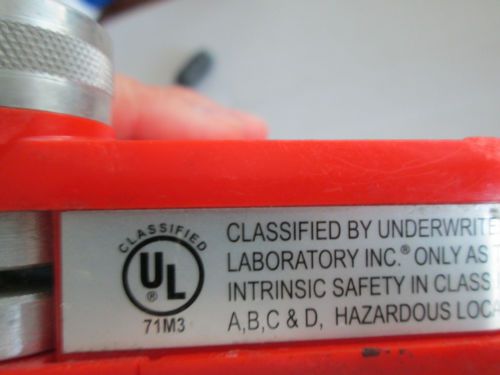 CLASSIFIED
UL
®
71M3
CLASSIFIED BY UNDERWRITE
LABORATORY INC.® ONLY AS
INTRINSIC SAFETY IN CLASS
A,B,C & D, HAZARDOUS LOCA